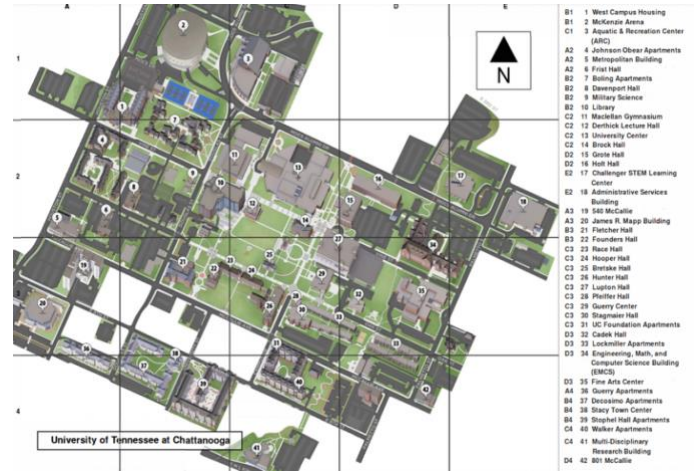 A B C D E
1
2
3
4
N
B1 1 West Campus Housing
B1 2 McKenzie Arena
C1 3 Aquatic & Recreation Center
(ARC)
A2 4 Johnson Obear Apartments
A2 5 Metropolitan Building
A2 6 Frist Hall
B2 7 Boling Apartments
B2 8 Davenport Hall
B2 9 Military Science
B2 10 Library
C2 11 Maclellan Gymnasium
C2 12 Derthick Lecture Hall
C2 13 University Center
C2 14 Brock Hall
D2 15 Grote Hall
D2 16 Holt Hall
E2 17 Challenger STEM Learning
Center
E2 18 Administrative Services
Building
A3 19 540 McCallie
A3 20 James R. Mapp Building
B3 21 Fletcher Hall
B3 22 Founders Hall
C3 23 Race Hall
C3 24 Hooper Hall
C3 25 Bretske Hall
C3 26 Hunter Hall
C3 27 Lupton Hall
C3 28 Pfeiffer Hall
C3 29 Guerry Center
C3 30 Stagmaier Hall
C3 31 UC Foundation Apartments
D3 32 Cadek Hall
D3 33 Lockmiller Apartments
D3 34 Engineering, Math, and
Computer Science Building
(EMCS)
D3 35 Fine Arts Center
A4 36 Guerry Apartments
B4 37 Decosimo Apartments
B4 38 Stacy Town Center
B4 39 Stophel Hall Apartments
C4 40 Walker Apartments
C4 41 Multi-Disciplinary
Research Building
D4 42 801 McCallie
University of Tennessee at Chattanooga